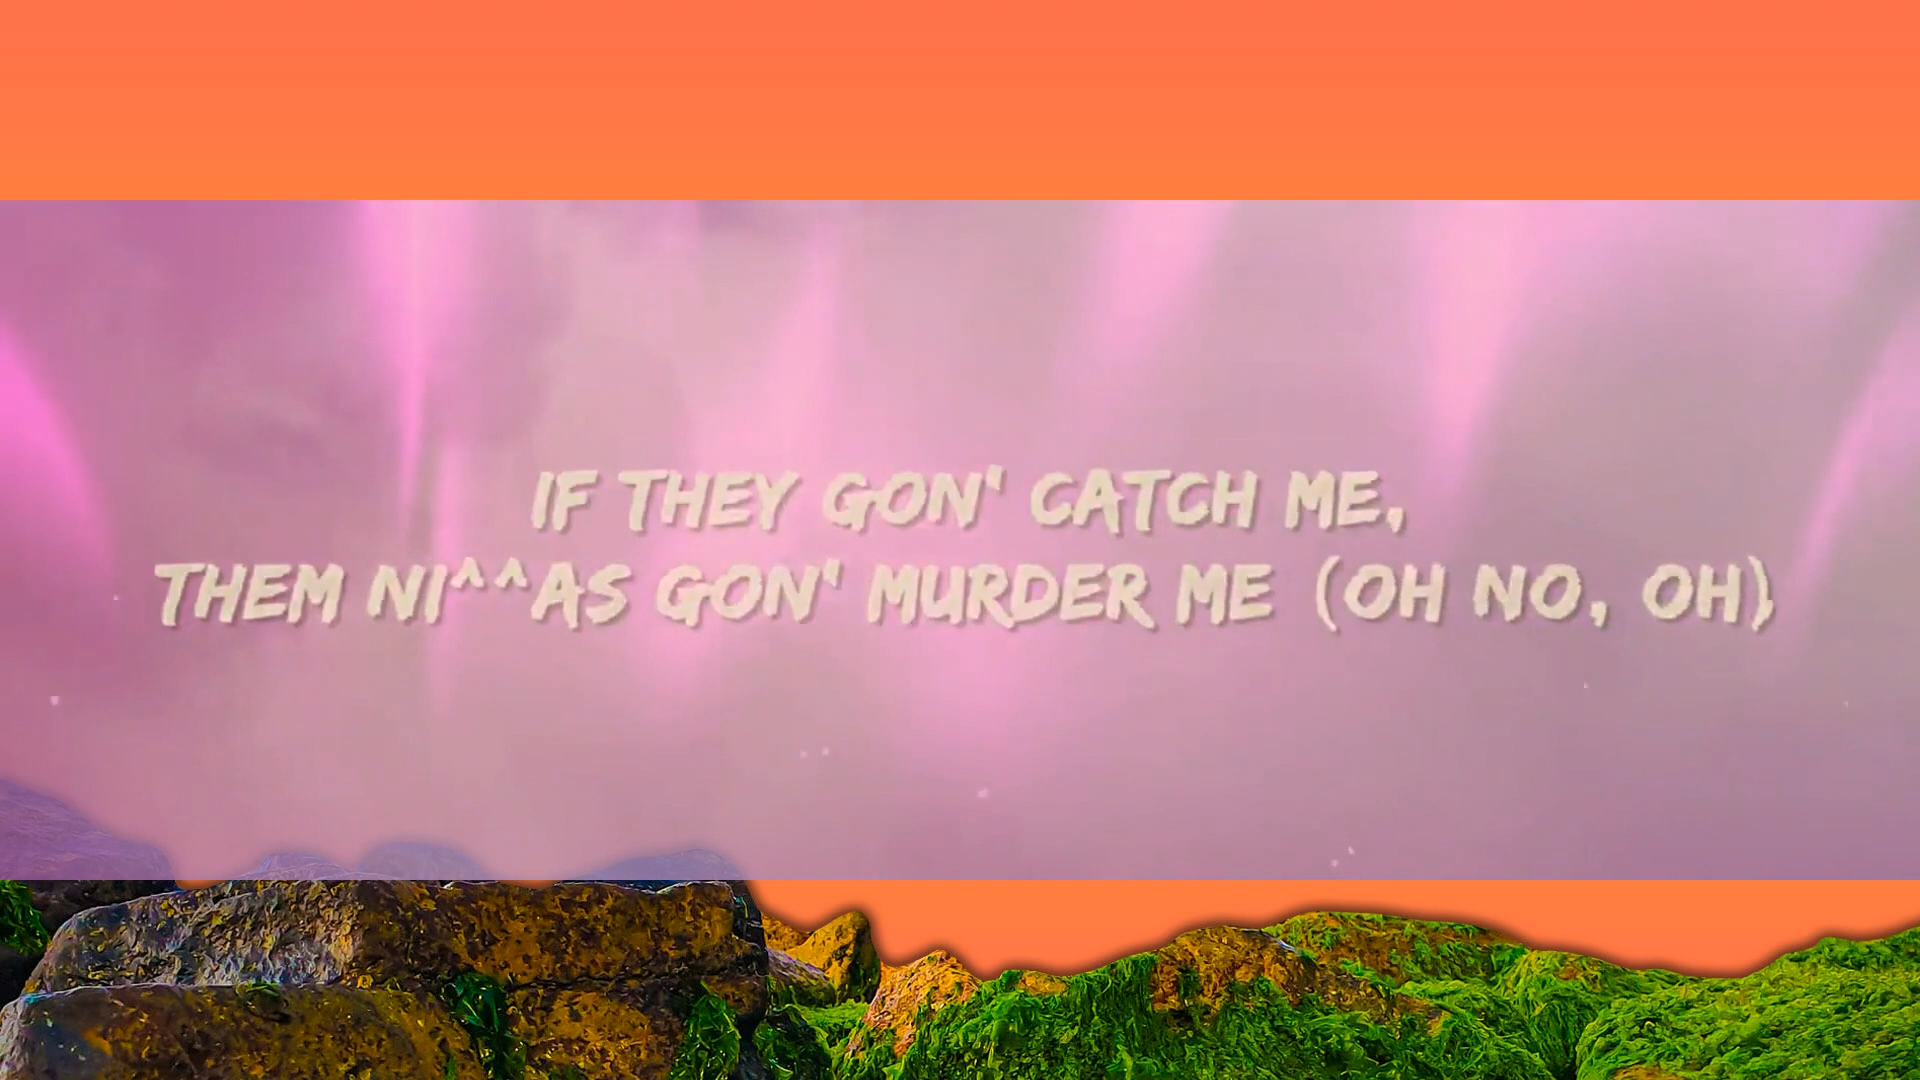 IF THEY GON' CATCH ME,
THEM NI^^AS GON' MURDER ME (OH NO, OH)